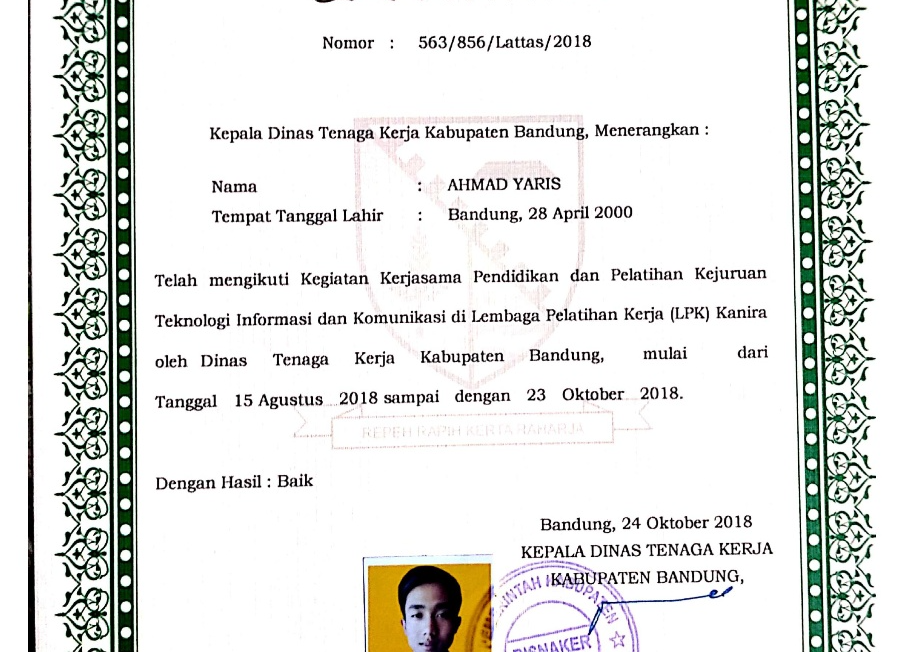 Nomor : 563/856/Lattas/2018
Kepala Dinas Tenaga Kerja Kabupaten Bandung, Menerangkan :
Nama : AHMAD YARIS
Tempat Tanggal Lahir : Bandung, 28 April 2000
Telah mengikuti Kegiatan Kerjasama Pendidikan dan Pelatihan Kejuruan
Teknologi Informasi dan Komunikasi di Lembaga Pelatihan Kerja (LPK) Kanira
oleh Dinas Tenaga Kerja Kabupaten Bandung, mulai dari
Tanggal 15 Agustus 2018 sampai dengan 23 Oktober 2018.
REPEH RAPIH KERTA RAHARJA
Dengan Hasil : Baik
Bandung, 24 Oktober 2018
KEPALA DINAS TENAGA KERJA
KABUPATEN BANDUNG,
KABUPATEN
DISNAKER